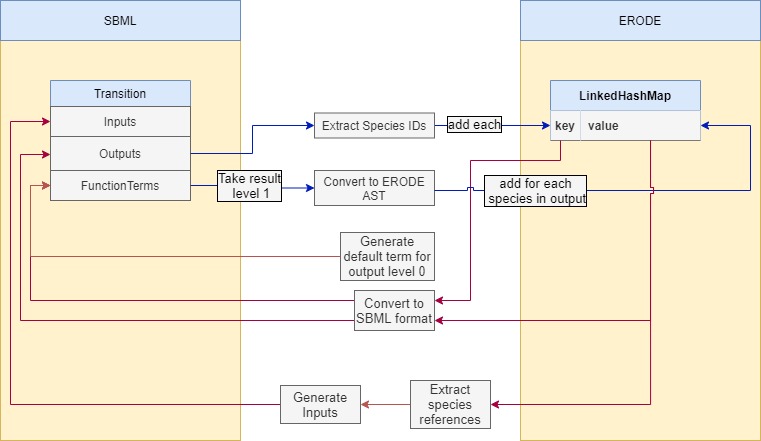 SBML
ERODE
Transition
Inputs
Outputs
FunctionTerms
Extract Species IDs
add each
LinkedHashMap
key
value
Take result
level 1
Convert to ERODE
AST
add for each
species in output
Generate
default term for
output level 0
Convert to
SBML format
Generate
Inputs
Extract
species
references